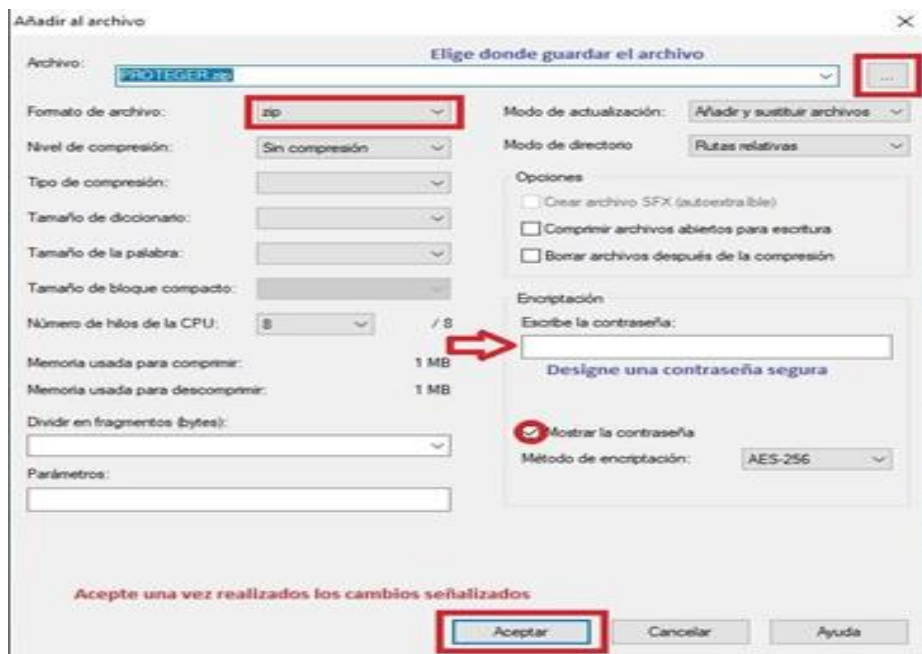 Añadir al archivo
Elige donde guardar el archivo
Archivo:
PROTEGER.zip
...
Formato de archivo:
zip
Modo de actualización:
Añadir y sustituir archivos
Nivel de compresión:
Sin compresión
Modo de directorio
Rutas relativas
Tipo de compresión:
Tamaño de diccionario:
Tamaño de la palabra:
Tamaño de bloque compacto:
Número de hilos de la CPU:
8
/ 8
Memoria usada para comprimir:
1 MB
Memoria usada para descomprimir:
1 MB
Dividir en fragmentos (bytes):
Parámetros:
Opciones
Crear archivo SFX (autoextraíble)
Comprimir archivos abiertos para escritura
Borrar archivos después de la compresión
Encriptación
Escribe la contraseña:
Designe una contraseña segura
Mostrar la contraseña
Método de encriptación:
AES-256
Acepte una vez realizados los cambios señalizados
Aceptar
Cancelar
Ayuda